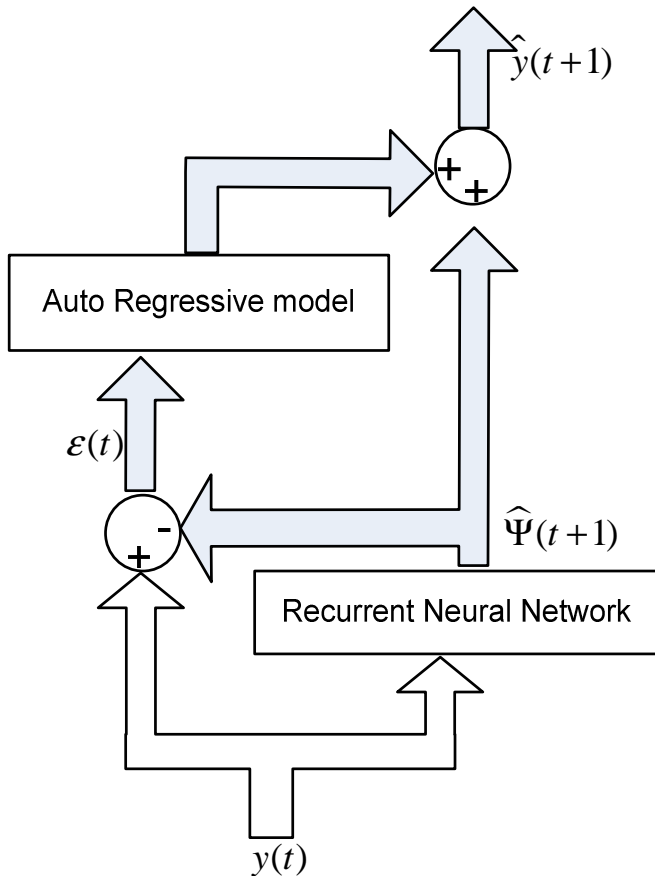 ŷ(t+1)
+
+
Auto Regressive model
ε(t)
-
+
Ψ̂(t+1)
Recurrent Neural Network
y(t)